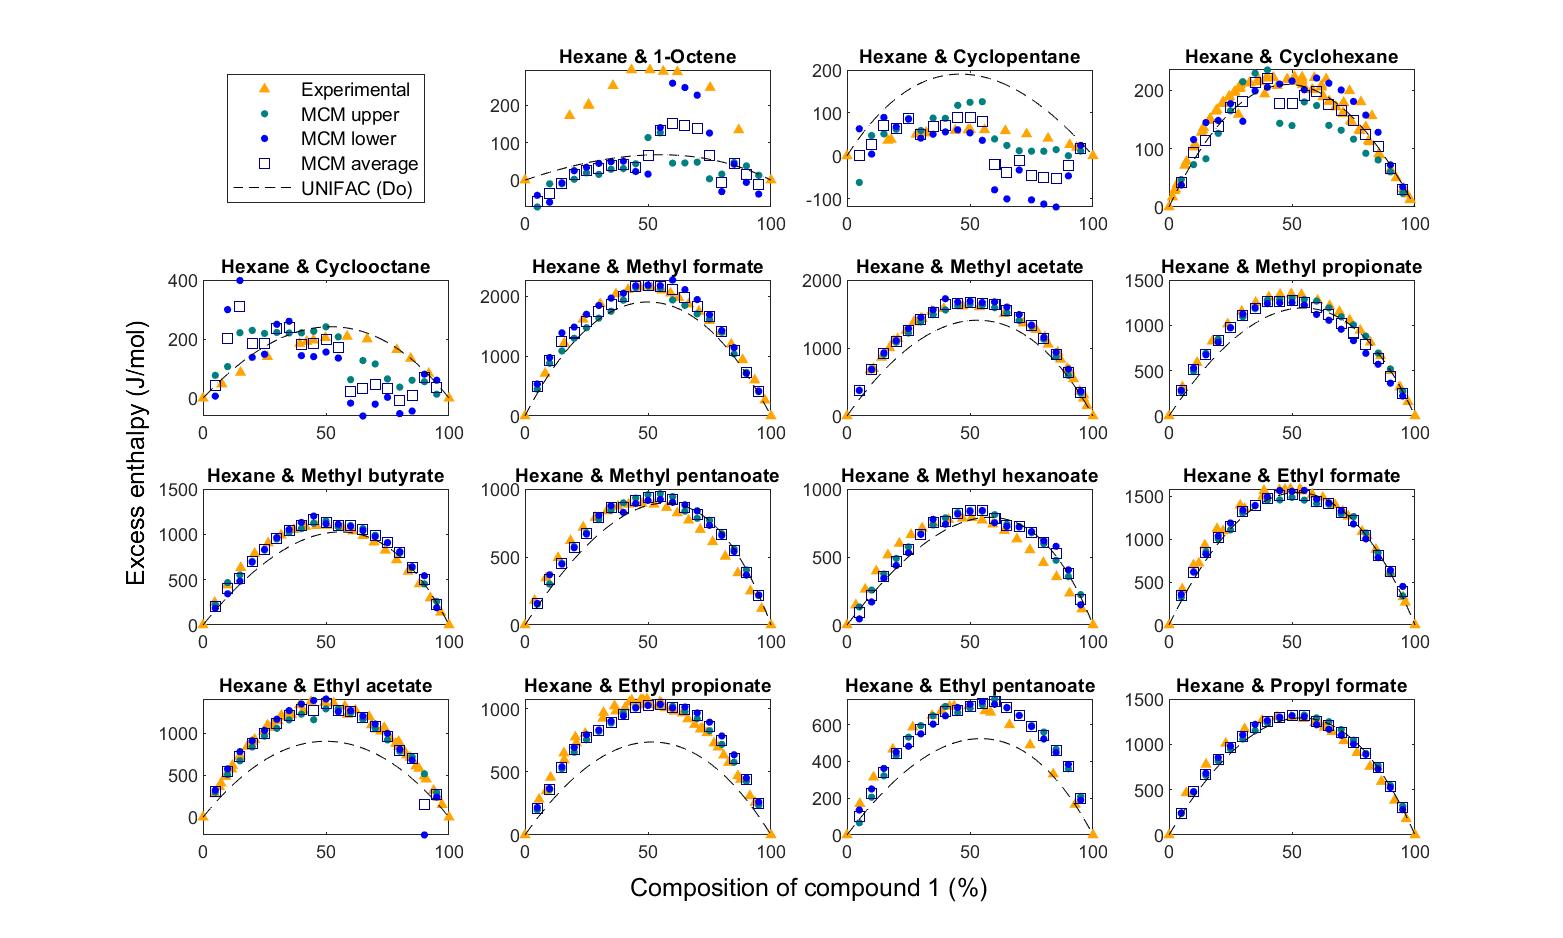 Experimental
MCM upper
MCM lower
MCM average
UNIFAC (Do)
Hexane & 1-Octene
200
100
0
0 50 100
Hexane & Cyclopentane
200
100
0
-100
0 50 100
Hexane & Cyclohexane
200
100
0
0 50 100
Hexane & Cyclooctane
400
200
0
0 50 100
Hexane & Methyl formate
2000
1000
0
0 50 100
Hexane & Methyl acetate
2000
1000
0
0 50 100
Hexane & Methyl propionate
1500
1000
500
0
0 50 100
Hexane & Methyl butyrate
1500
1000
500
0
0 50 100
Hexane & Methyl pentanoate
1000
500
0
0 50 100
Hexane & Methyl hexanoate
1000
500
0
0 50 100
Hexane & Ethyl formate
1500
1000
500
0
0 50 100
Hexane & Ethyl acetate
1000
500
0
0 50 100
Hexane & Ethyl propionate
1000
500
0
0 50 100
Hexane & Ethyl pentanoate
600
400
200
0
0 50 100
Hexane & Propyl formate
1500
1000
500
0
0 50 100
Excess enthalpy (J/mol)
Composition of compound 1 (%)